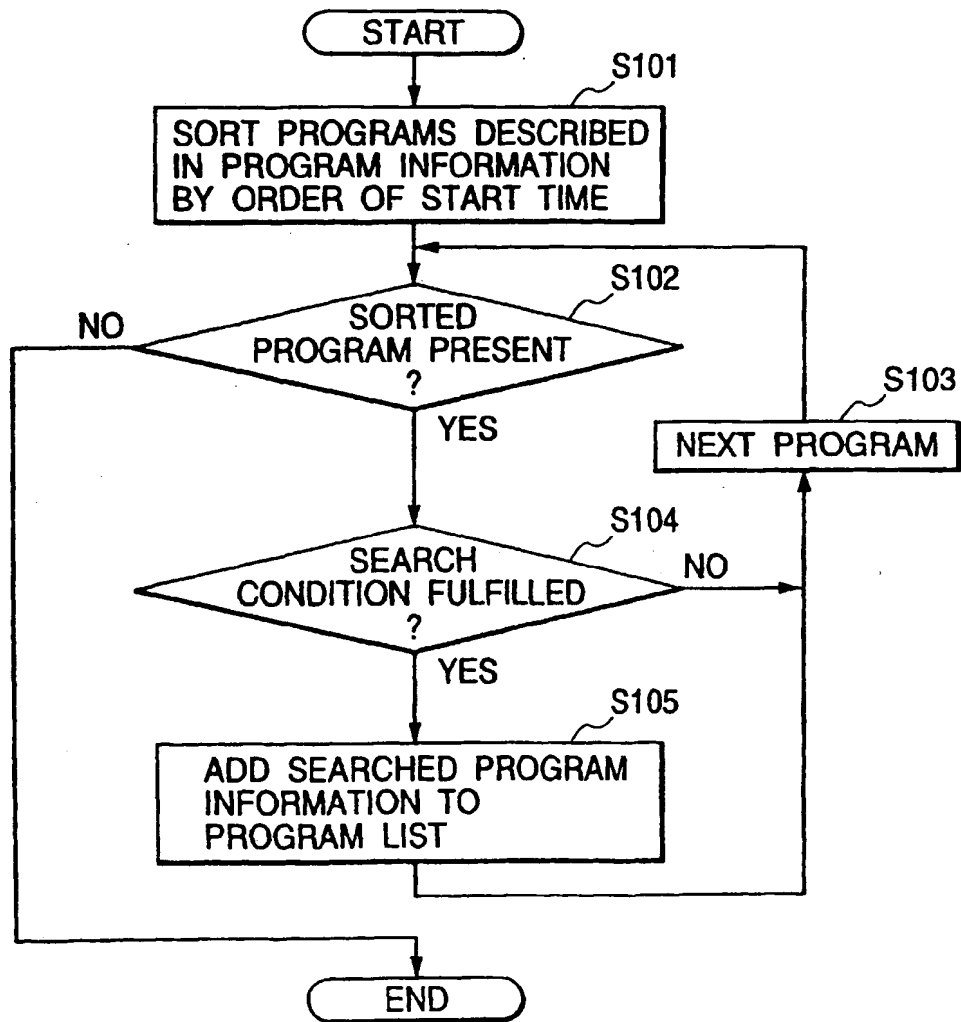 START
S101
SORT PROGRAMS DESCRIBED
IN PROGRAM INFORMATION
BY ORDER OF START TIME
S102
NO
SORTED
PROGRAM PRESENT
?
YES
S103
NEXT PROGRAM
S104
SEARCH
CONDITION FULFILLED
?
NO
YES
S105
ADD SEARCHED PROGRAM
INFORMATION TO
PROGRAM LIST
END